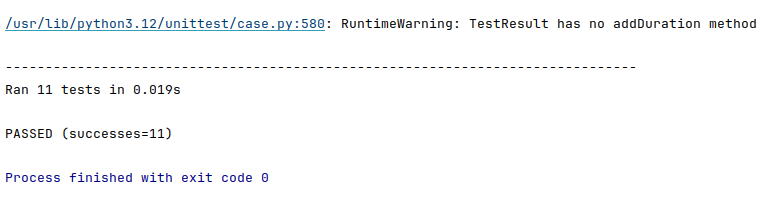 /usr/lib/python3.12/unittest/case.py:580: RuntimeWarning: TestResult has no addDuration method
-------------------------------------------------------------------------------
Ran 11 tests in 0.019s
PASSED (successes=11)
Process finished with exit code 0